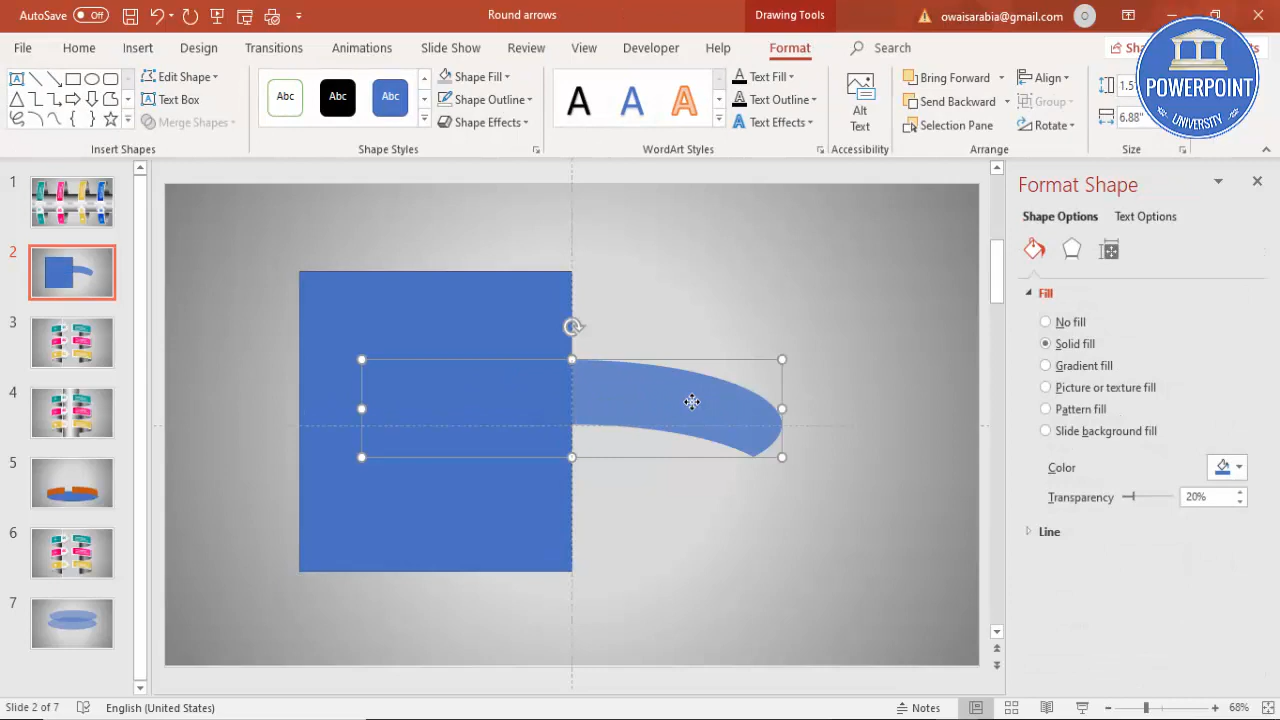 AutoSave Off
Round arrows
Drawing Tools
owaisarabia@gmail.com
O
File Home Insert Design Transitions Animations Slide Show Review View Developer Help Format Search
Edit Shape
Text Box
Merge Shapes
Insert Shapes
Abc Abc Abc
Shape Fill
Shape Outline
Shape Effects
Shape Styles
A A A
Text Fill
Text Outline
Text Effects
WordArt Styles
Alt
Text
Accessibility
Bring Forward
Send Backward
Selection Pane
Align
Group
Rotate
Arrange
6.88"
Size
POWERPOINT
UNIVERSITY
1
2
3
4
5
6
7
Format Shape
Shape Options Text Options
Fill
No fill
Solid fill
Gradient fill
Picture or texture fill
Pattern fill
Slide background fill
Color
Transparency 20%
Line
Slide 2 of 7
English (United States)
Notes
68%